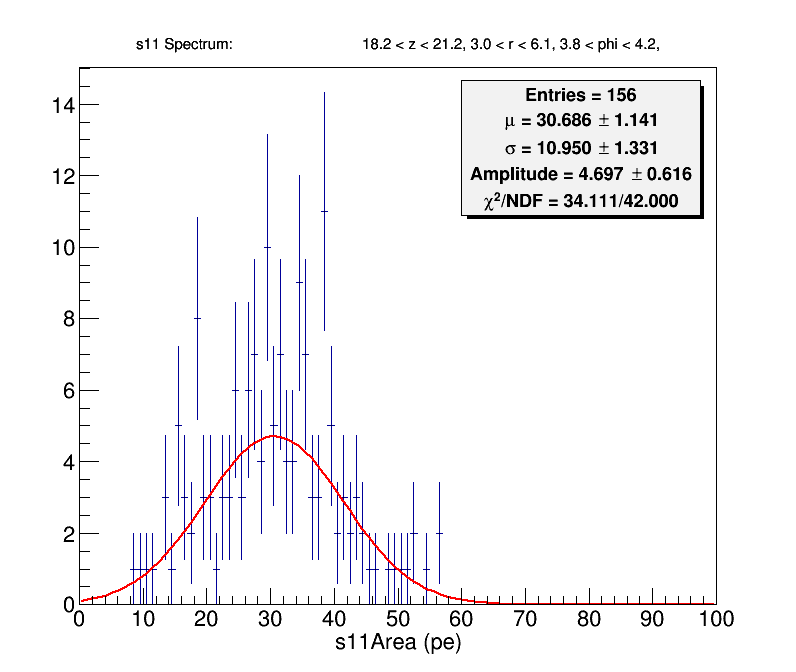 s11 Spectrum: 18.2 < z < 21.2, 3.0 < r < 6.1, 3.8 < phi < 4.2,
Entries = 156
μ = 30.686 ± 1.141
σ = 10.950 ± 1.331
Amplitude = 4.697 ± 0.616
χ²/NDF = 34.111/42.000
14
12
10
8
6
4
2
0
0 10 20 30 40 50 60 70 80 90 100
s11Area (pe)